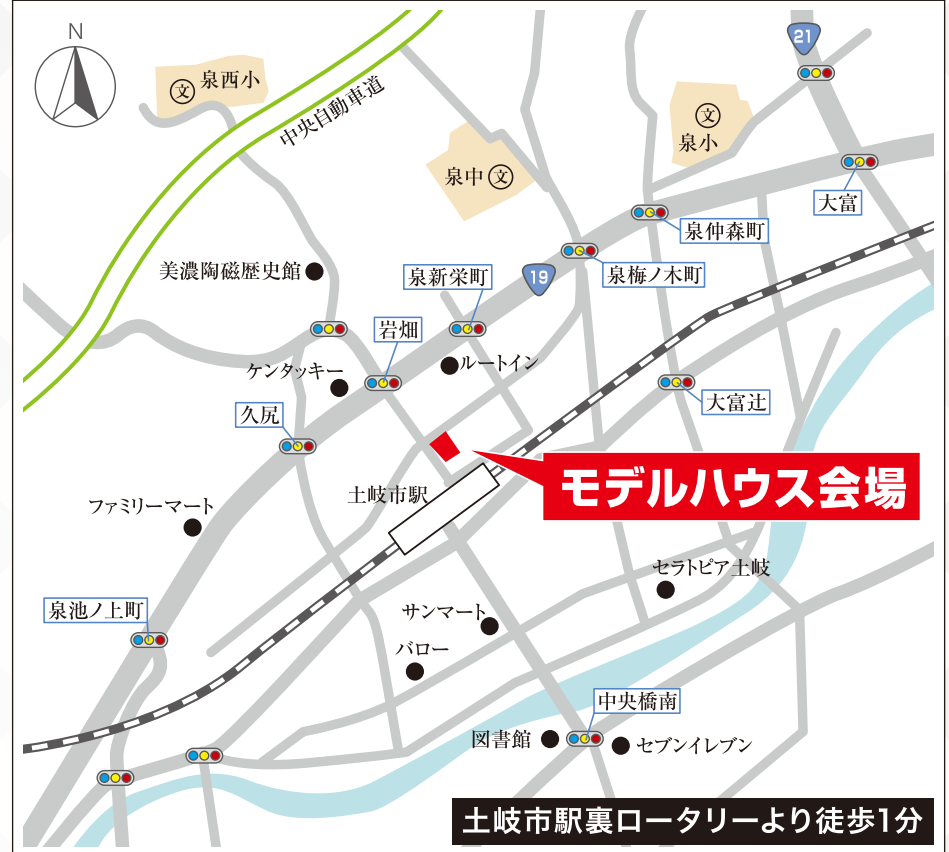 N
21
文
泉西小
中央自動車道
文
泉小
泉中
文
大富
泉仲森町
美濃陶磁歴史館
泉新栄町
19
泉梅ノ木町
岩畑
ルートイン
ケンタッキー
大富辻
久尻
モデルハウス会場
土岐市駅
ファミリーマート
セラトピア土岐
泉池ノ上町
サンマート
バロー
中央橋南
図書館
セブンイレブン
土岐市駅裏ロータリーより徒歩1分